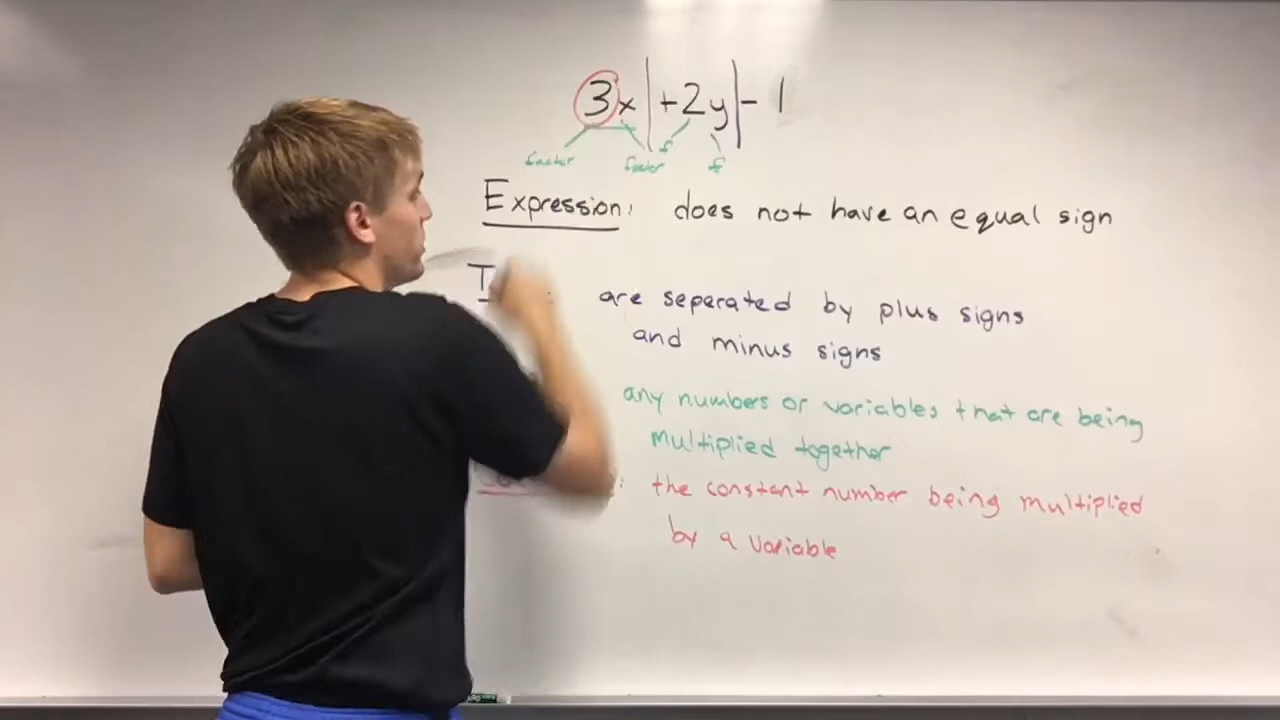 3x|+2y|- 1
factor factor f f
Expression: does not have an equal sign
are separated by plus signs
and minus signs
any numbers or variables that are being
multiplied together
the constant number being multiplied
by a variable